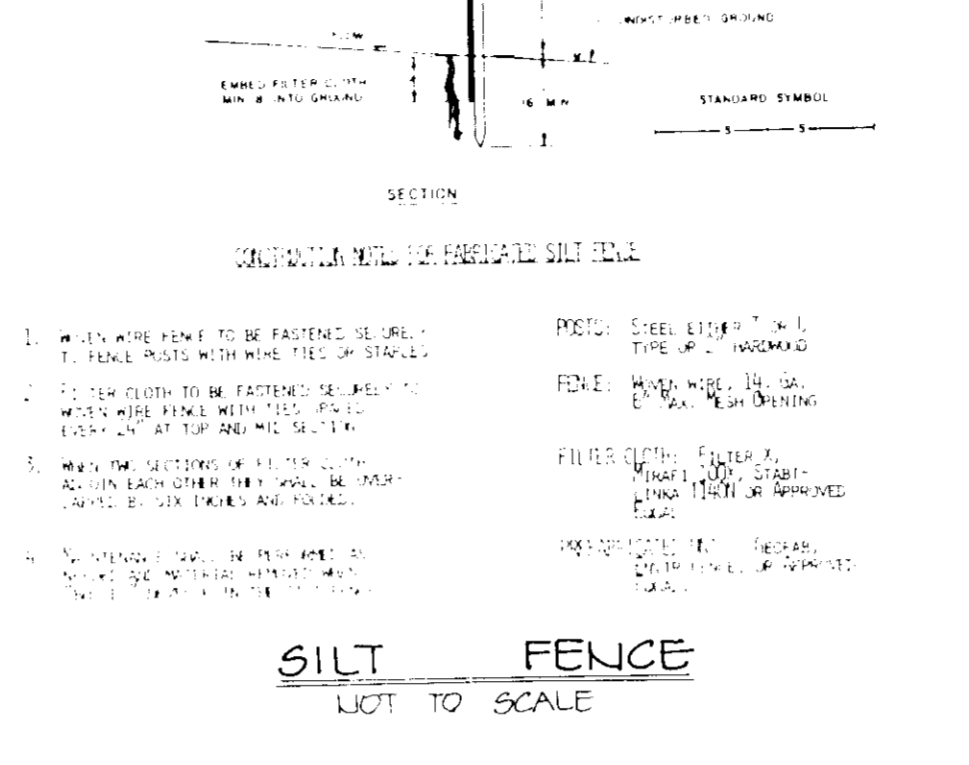 UNDISTURBED GROUND
FLOW
EMBED FILTER CLOTH
MIN 8 INTO GROUND
16 MIN
STANDARD SYMBOL
S S
SECTION
CONSTRUCTION NOTES FOR FABRICATED SILT FENCE
1. WOVEN WIRE FENCE TO BE FASTENED SECURELY
TO FENCE POSTS WITH WIRE TIES OR STAPLES
2 FILTER CLOTH TO BE FASTENED SECURELY TO
WOVEN WIRE FENCE WITH TIES SPACED
EVERY 24" AT TOP AND MID SECTION
3. WHEN TWO SECTIONS OF FILTER CLOTH
ADJOIN EACH OTHER THEY SHALL BE OVER-
LAPPED BY SIX INCHES AND FOLDED.
4 MAINTENANCE SHALL BE PERFORMED AS
AND MATERIAL REMOVED WHEN
IN THE
POSTS: STEEL EITHER T OR U
TYPE OR 2" HARDWOOD
FENCE: WOVEN WIRE, 14. GA.
6" MAX. MESH OPENING
FILTER CLOTH: FILTER X,
MIRAFI 100X, STABI-
LINKA T140N OR APPROVED
EQUAL
PREFABRICATED UNIT GEOFAB,
ENVIROFENCE, OR APPROVED
EQUAL
SILT FENCE
NOT TO SCALE